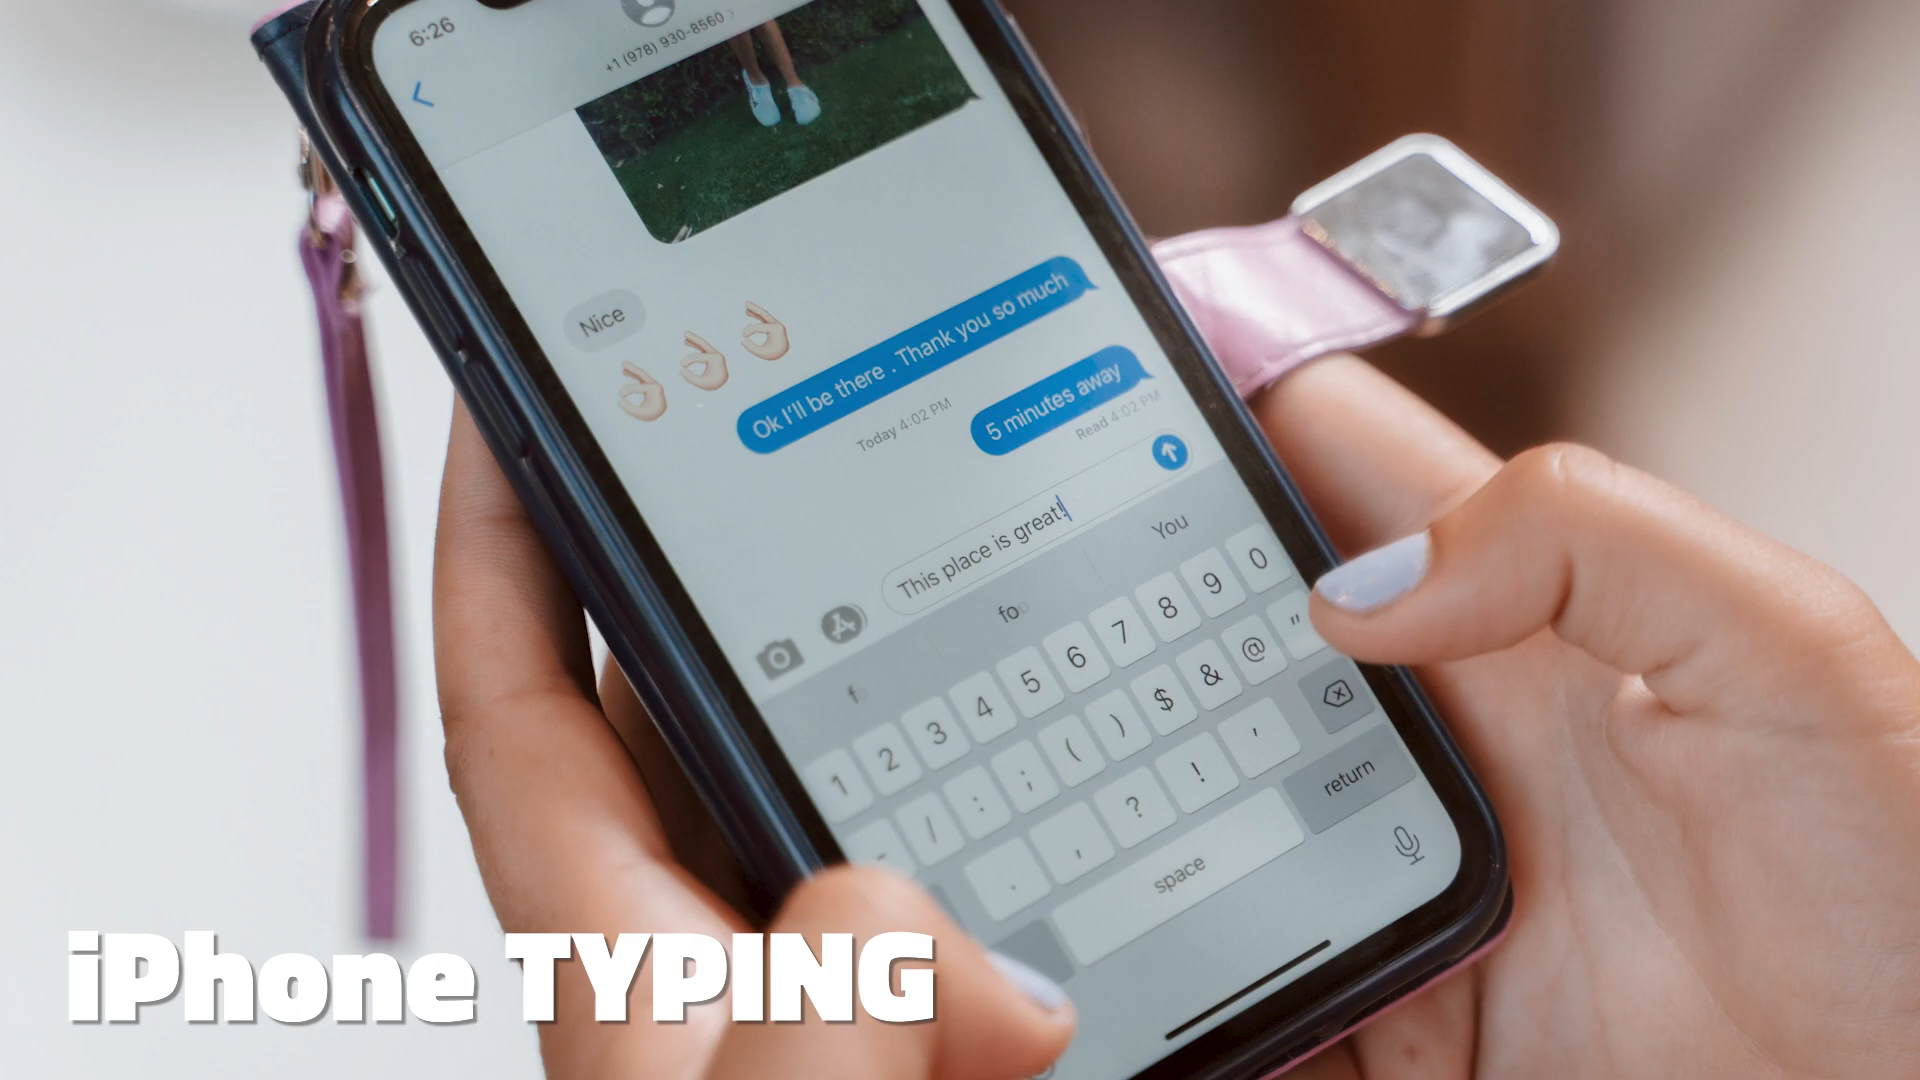 6:26
+1 (978) 930-8560
Nice
Ok I'll be there . Thank you so much
Today 4:02 PM
5 minutes away
Read 4:02 PM
This place is great!
You
1 2 3 4 5 6 7 8 9 0
- / : ; ( ) $ & @ "
. , ? ! '
space
return
iPhone TYPING